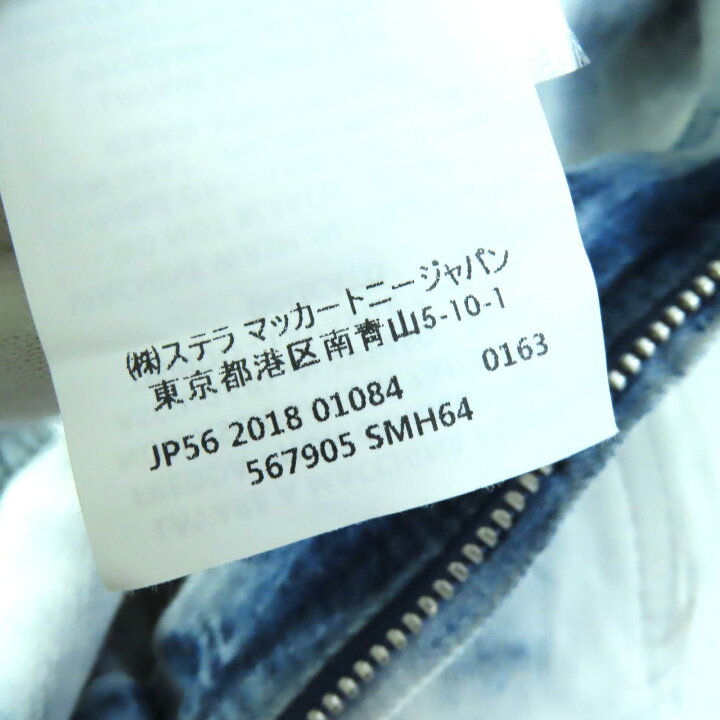 ㈱ステラ マッカートニージャパン
東京都港区南青山5-10-1
JP56 2018 01084 0163
567905 SMH64